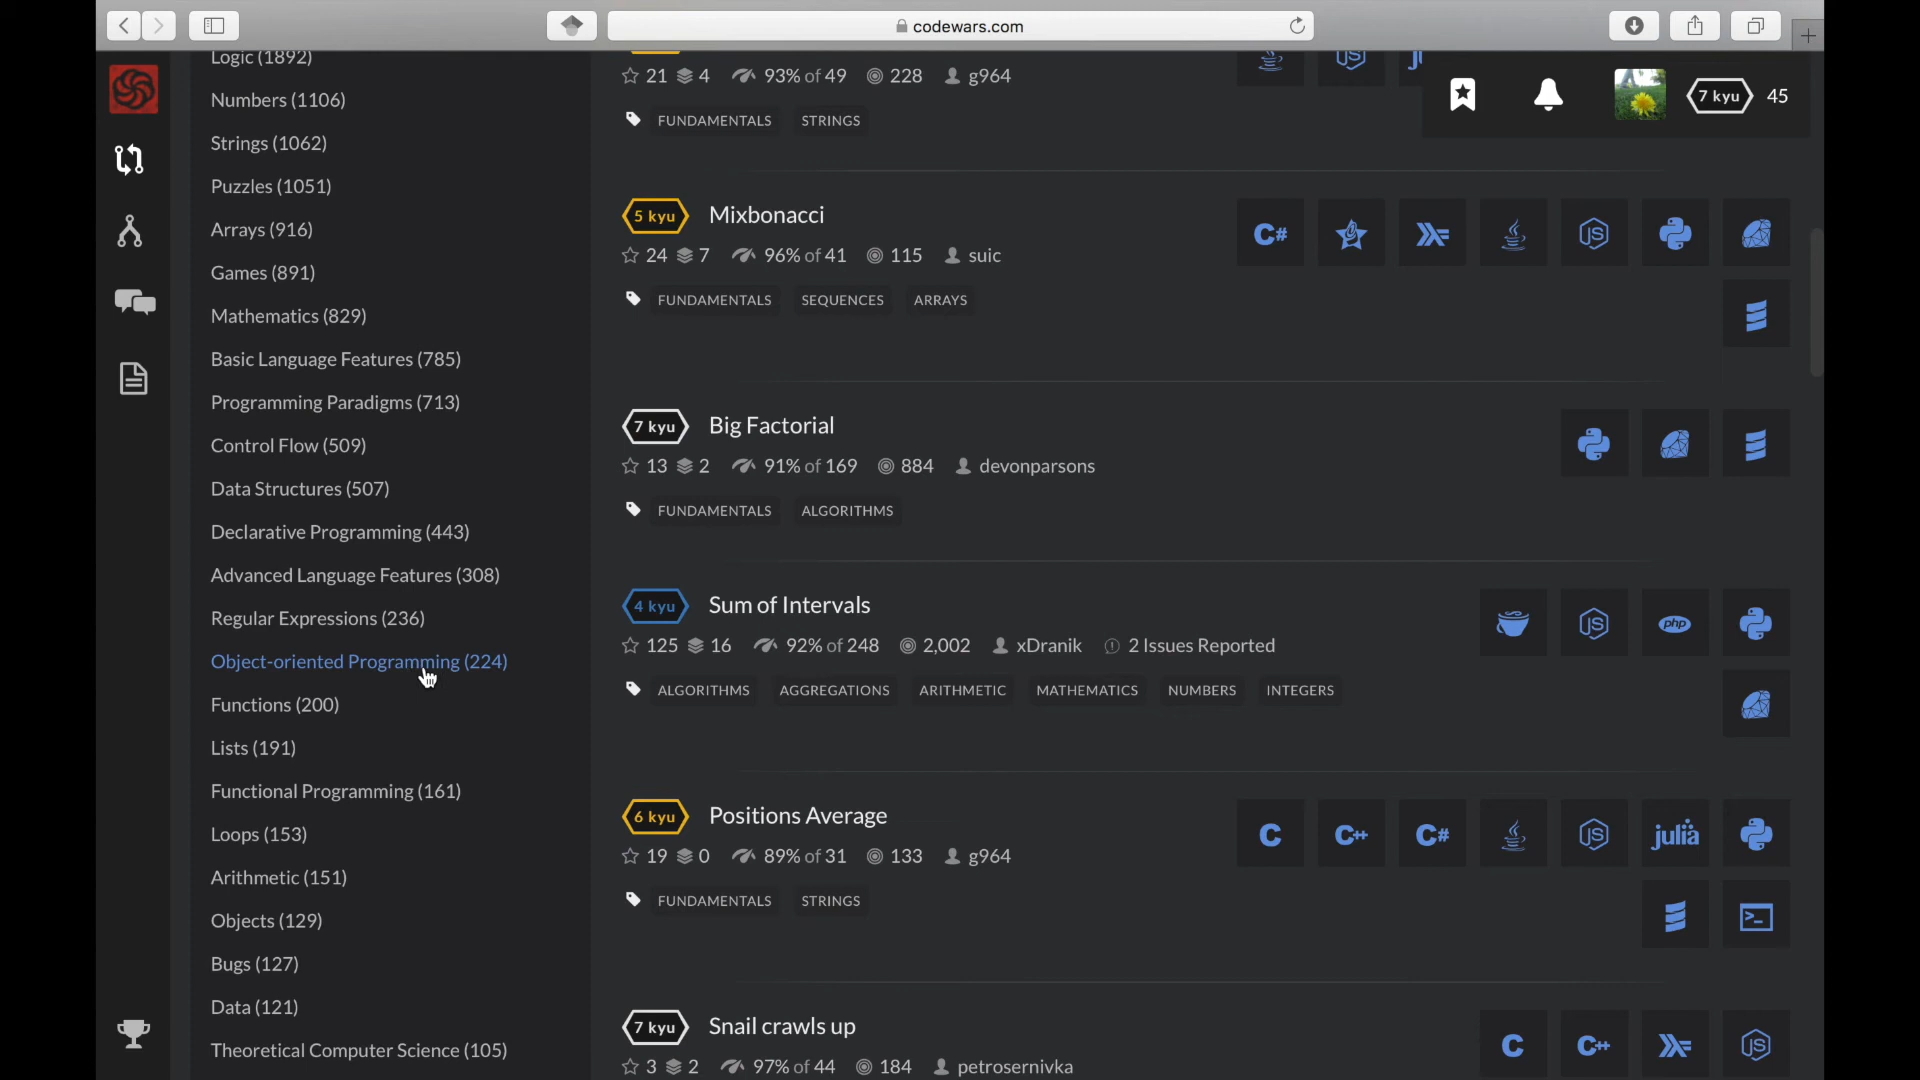 codewars.com
Logic (1892)
Numbers (1106)
Strings (1062)
Puzzles (1051)
Arrays (916)
Games (891)
Mathematics (829)
Basic Language Features (785)
Programming Paradigms (713)
Control Flow (509)
Data Structures (507)
Declarative Programming (443)
Advanced Language Features (308)
Regular Expressions (236)
Object-oriented Programming (224)
Functions (200)
Lists (191)
Functional Programming (161)
Loops (153)
Arithmetic (151)
Objects (129)
Bugs (127)
Data (121)
Theoretical Computer Science (105)
21 4 93% of 49 228 g964
FUNDAMENTALS STRINGS
7 kyu 45
5 kyu Mixbonacci
24 7 96% of 41 115 suic
FUNDAMENTALS SEQUENCES ARRAYS
C# JS
7 kyu Big Factorial
13 2 91% of 169 884 devonparsons
FUNDAMENTALS ALGORITHMS
4 kyu Sum of Intervals
125 16 92% of 248 2,002 xDranik 2 Issues Reported
ALGORITHMS AGGREGATIONS ARITHMETIC MATHEMATICS NUMBERS INTEGERS
JS php
6 kyu Positions Average
19 0 89% of 31 133 g964
FUNDAMENTALS STRINGS
C C++ C# JS julia
7 kyu Snail crawls up
3 2 97% of 44 184 petrosernivka
C C++ JS